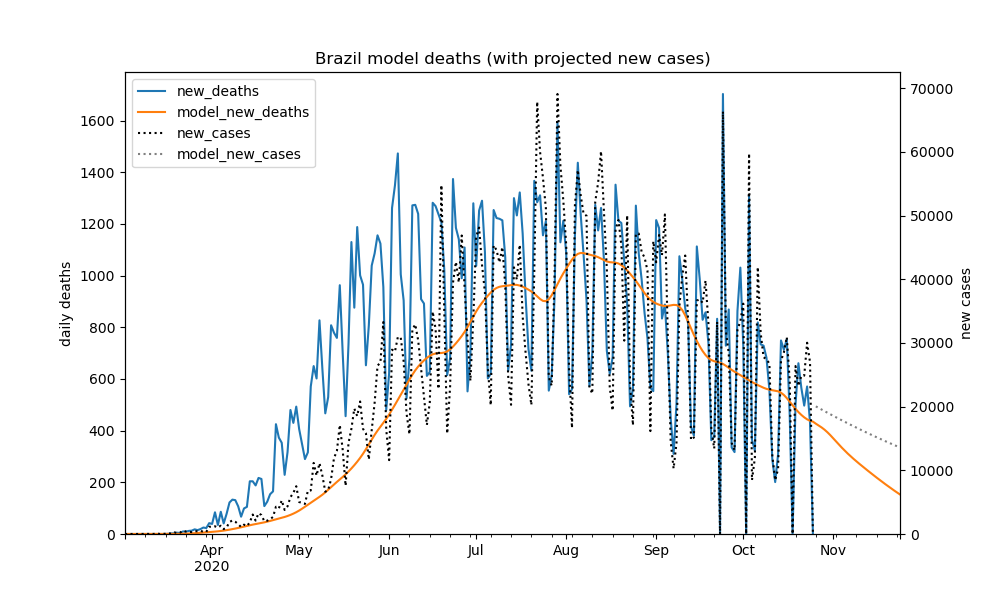 Brazil model deaths (with projected new cases)
new_deaths
model_new_deaths
new_cases
model_new_cases
daily deaths
1600
1400
1200
1000
800
600
400
200
0
70000
60000
50000
40000
30000
20000
10000
0
new cases
Apr May Jun Jul Aug Sep Oct Nov
2020